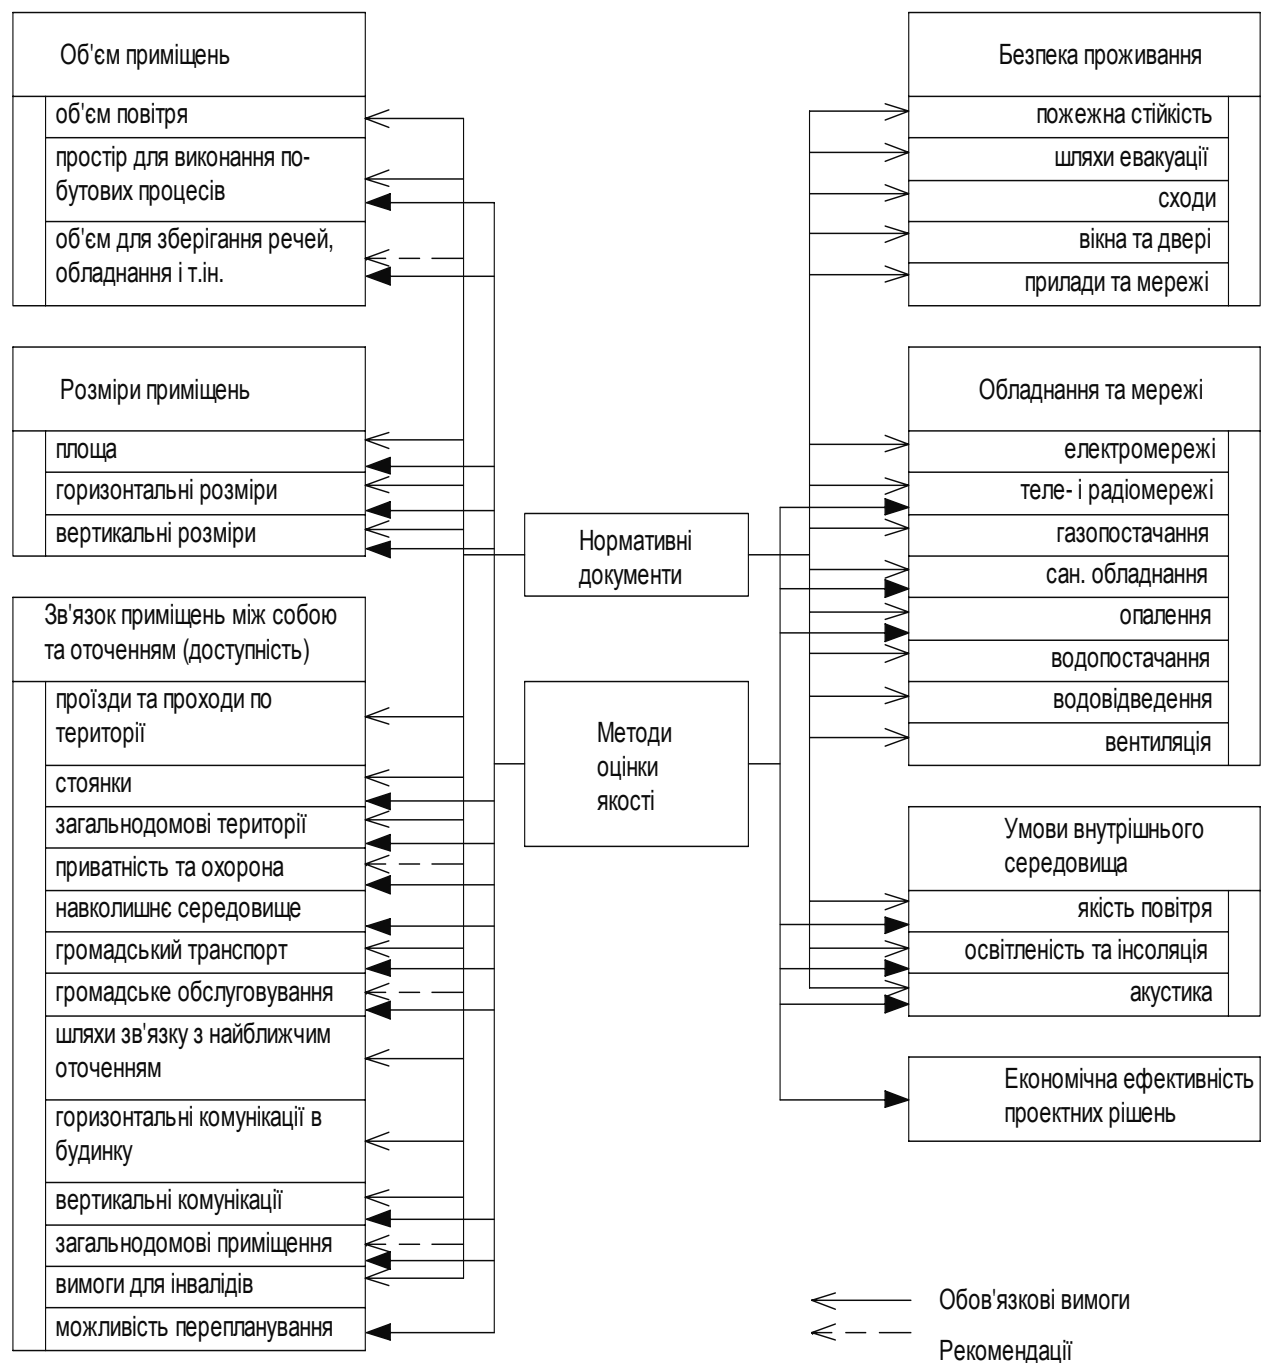 Об'єм приміщень
об'єм повітря
простір для виконання по-
бутових процесів
об'єм для зберігання речей,
обладнання і т.ін.
Розміри приміщень
площа
горизонтальні розміри
вертикальні розміри
Зв'язок приміщень між собою
та оточенням (доступність)
проїзди та проходи по
території
стоянки
загальнодомові території
приватність та охорона
навколишнє середовище
громадський транспорт
громадське обслуговування
шляхи зв'язку з найближчим
оточенням
горизонтальні комунікації в
будинку
вертикальні комунікації
загальнодомові приміщення
вимоги для інвалідів
можливість перепланування
Нормативні
документи
Методи
оцінки
якості
Безпека проживання
пожежна стійкість
шляхи евакуації
сходи
вікна та двері
прилади та мережі
Обладнання та мережі
електромережі
теле- і радіомережі
газопостачання
сан. обладнання
опалення
водопостачання
водовідведення
вентиляція
Умови внутрішнього
середовища
якість повітря
освітленість та інсоляція
акустика
Економічна ефективність
проектних рішень
Обов'язкові вимоги
Рекомендації